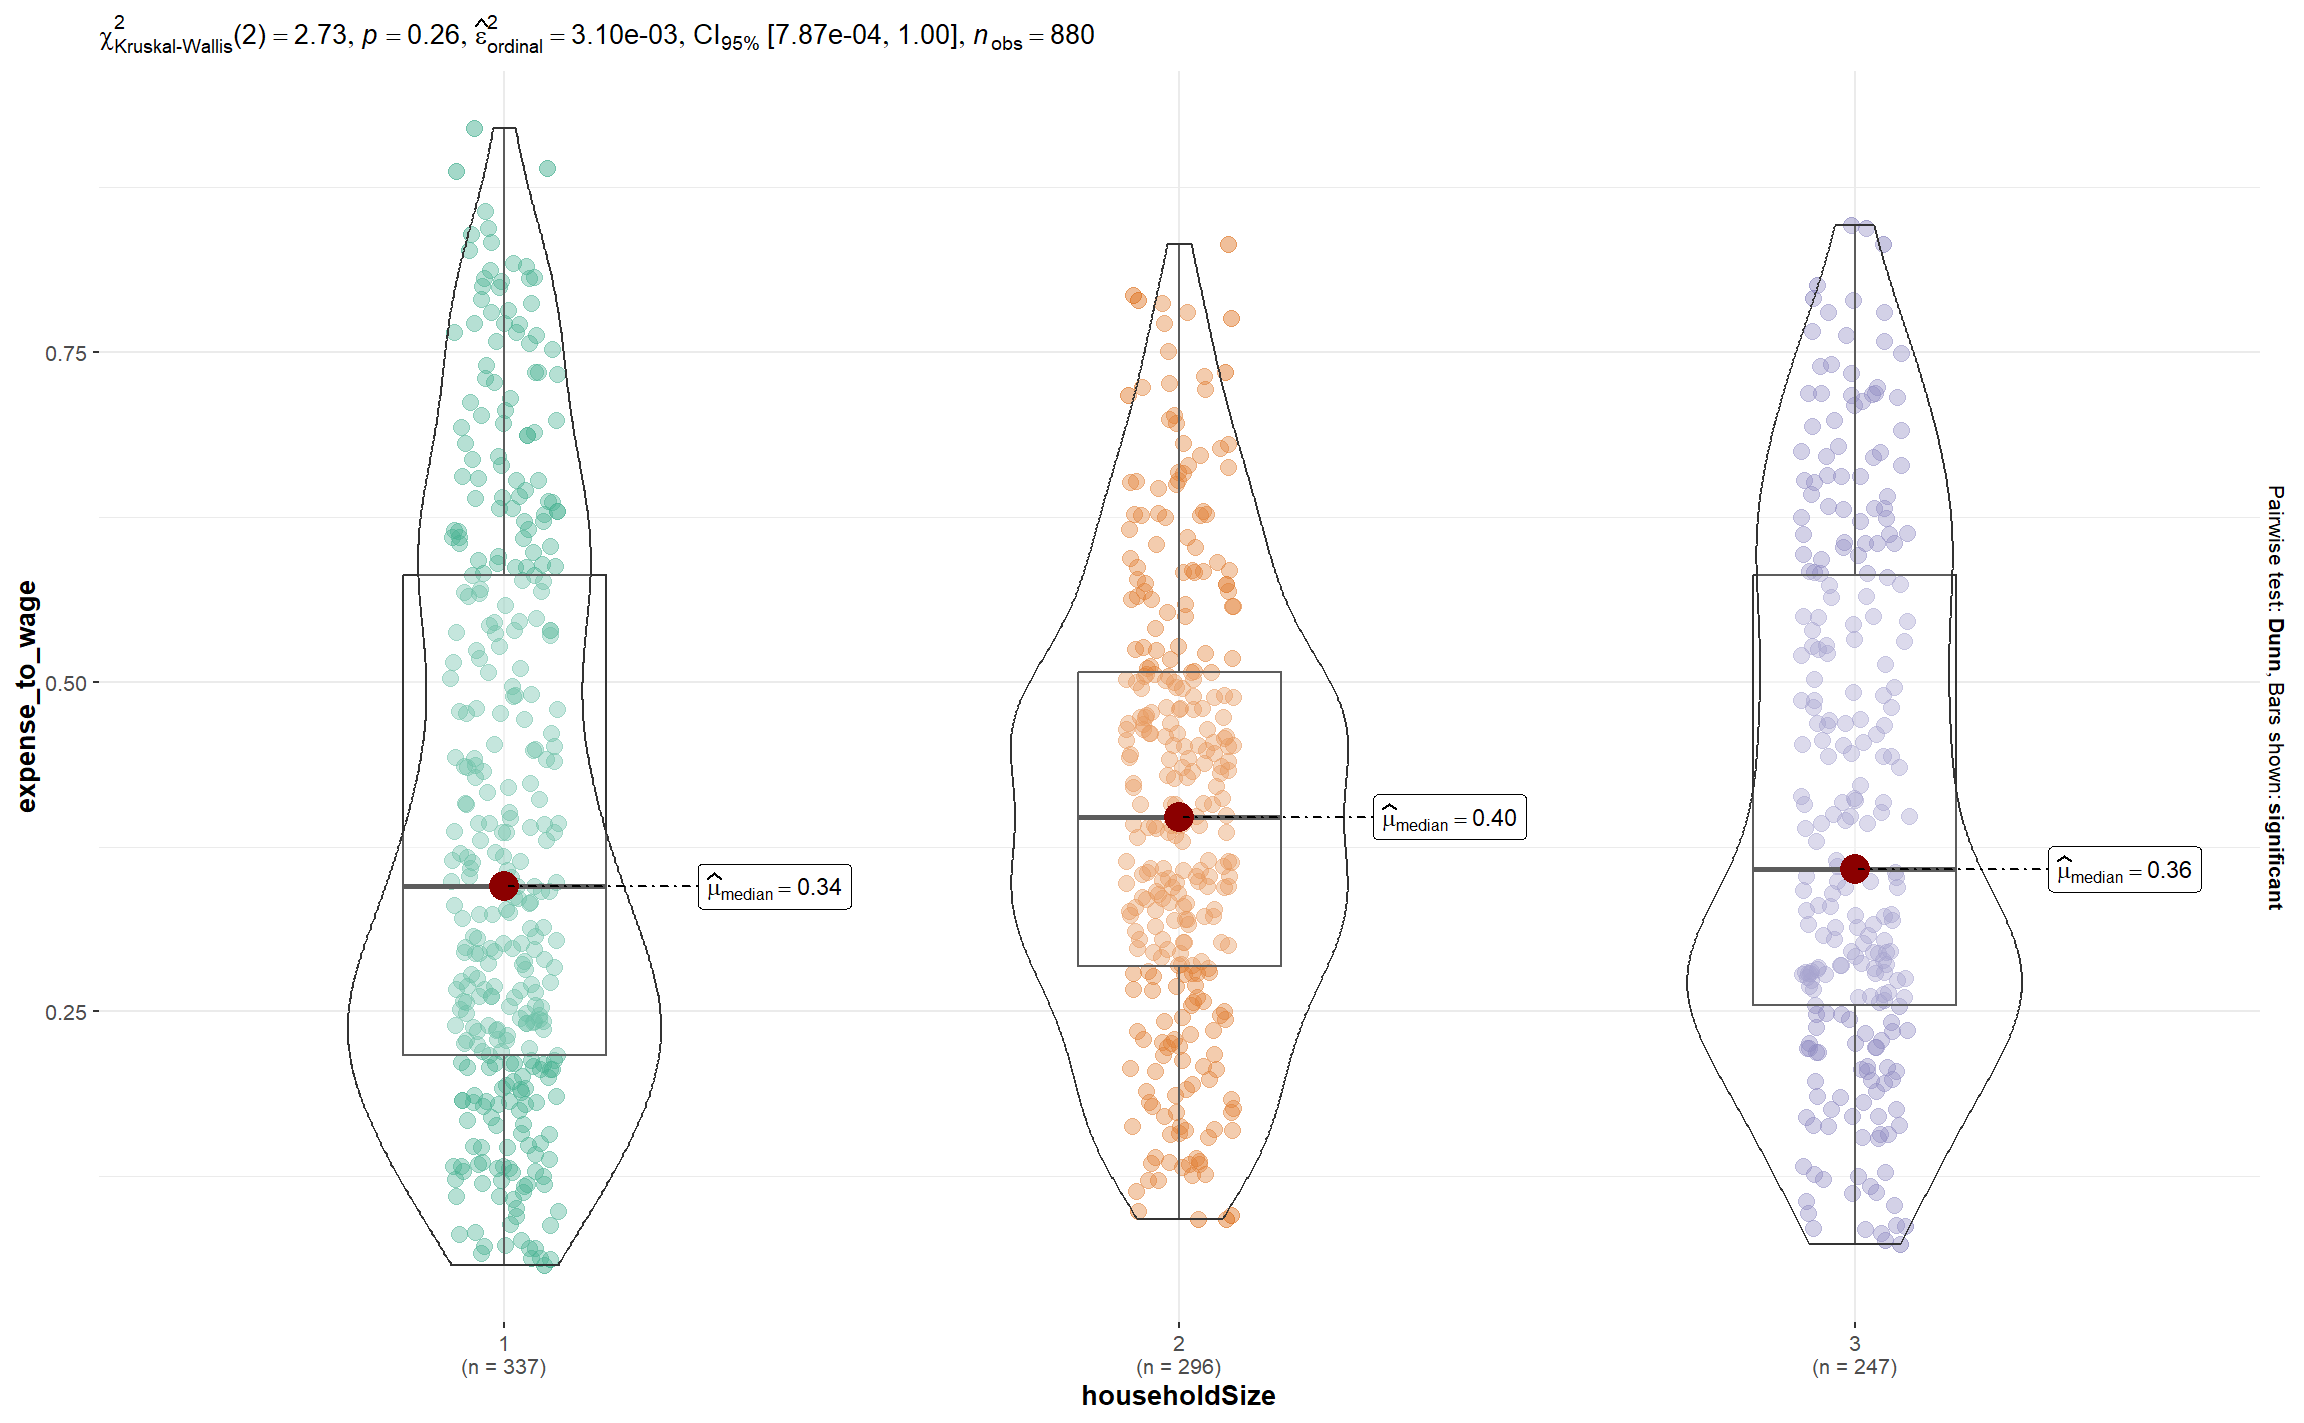 χ²Kruskal-Wallis(2) = 2.73, p = 0.26, ε̂²ordinal = 3.10e-03, CI95% [7.87e-04, 1.00], nobs = 880
expense_to_wage
0.75
0.50
0.25
μ̂median = 0.34
μ̂median = 0.40
μ̂median = 0.36
Pairwise test: Dunn, Bars shown: significant
1
(n = 337)
2
(n = 296)
3
(n = 247)
householdSize